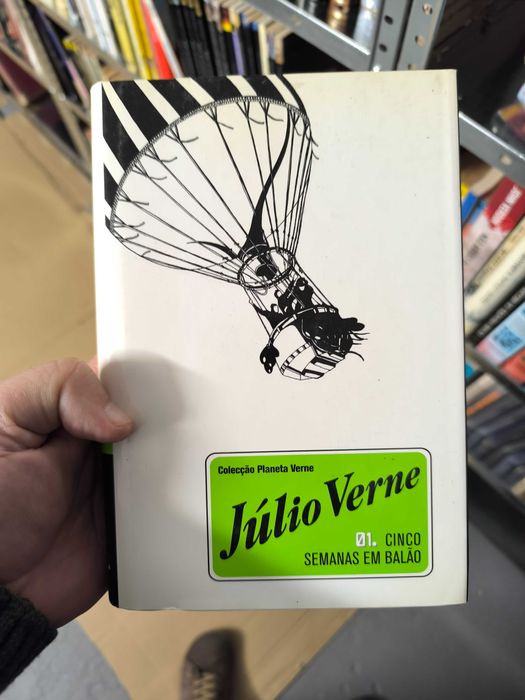 Colecção Planeta Verne
Júlio Verne
01. CINCO
SEMANAS EM BALÃO